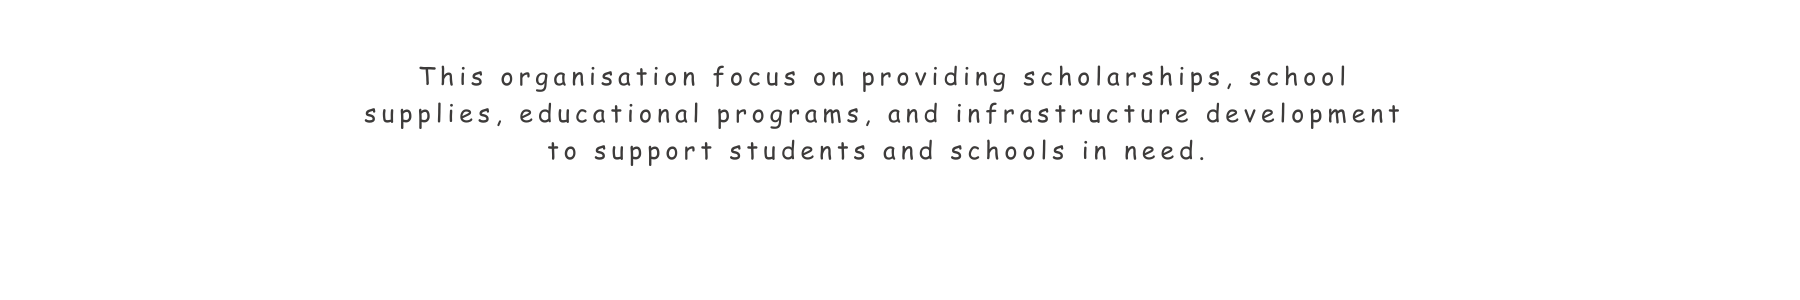 This organisation focus on providing scholarships, school
supplies, educational programs, and infrastructure development
to support students and schools in need.